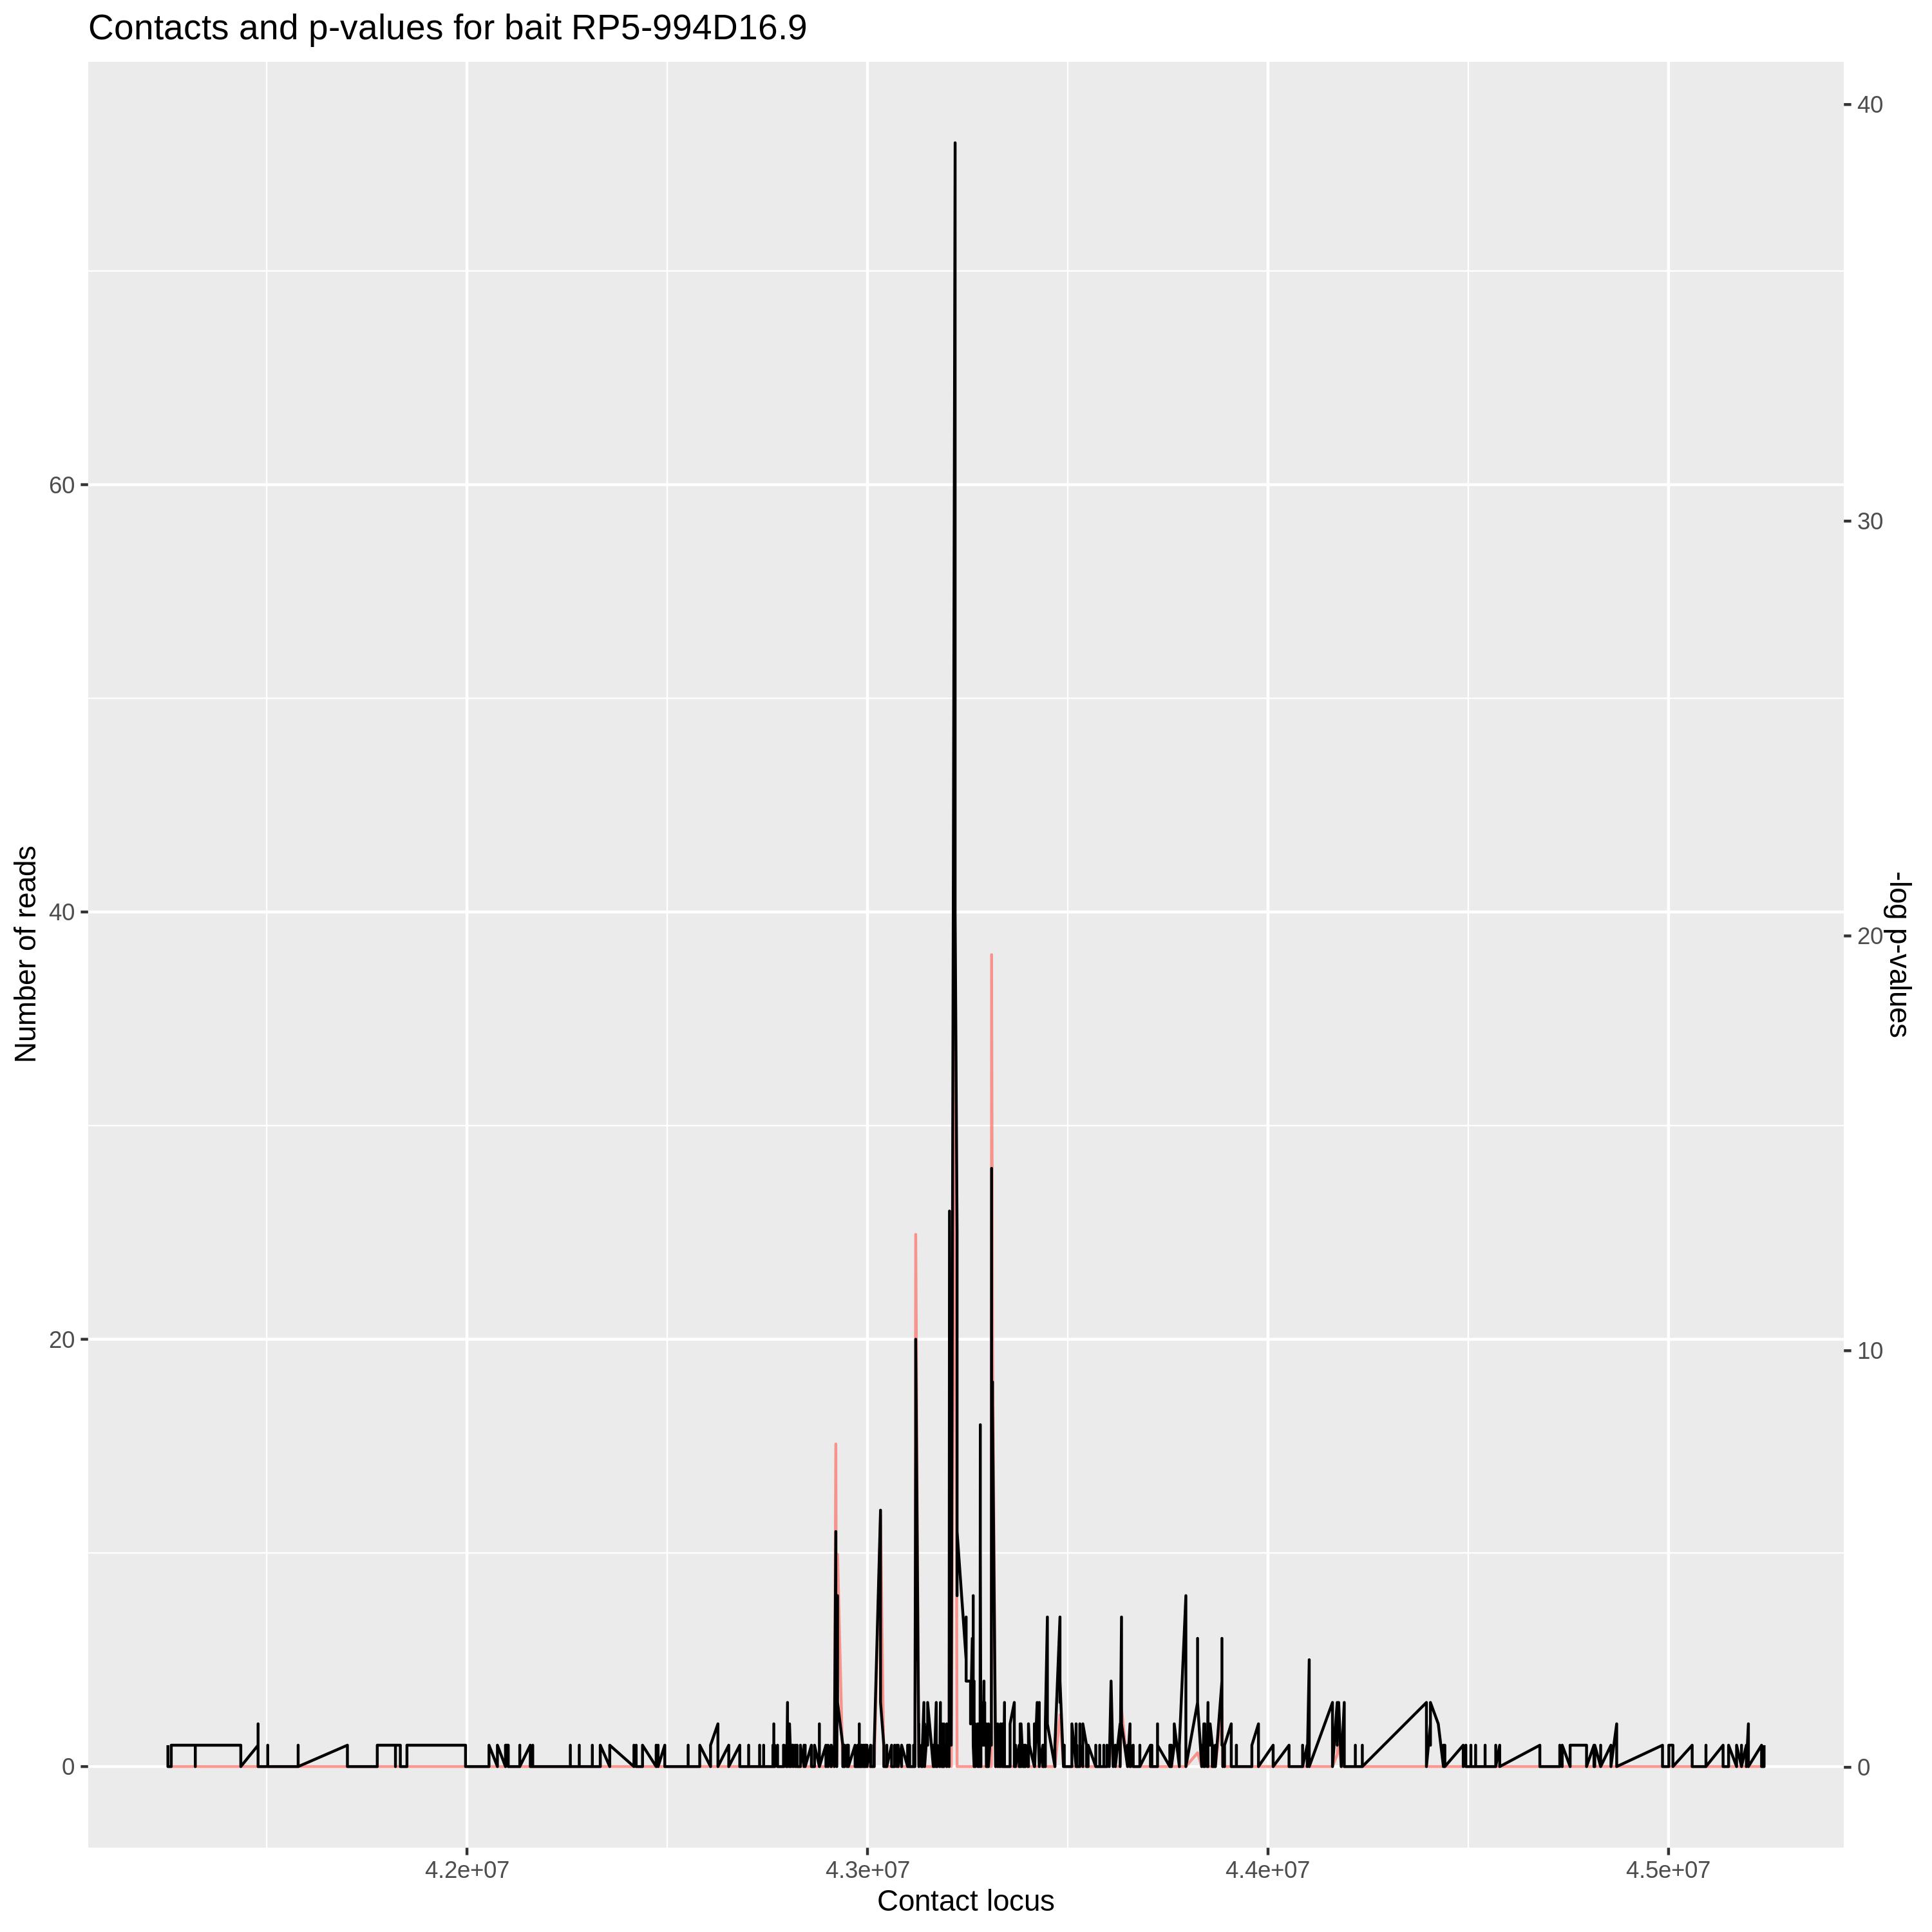 Contacts and p-values for bait RP5-994D16.9
Number of reads
60
40
20
0
40
30
20
10
0
-log p-values
4.2e+07 4.3e+07 4.4e+07 4.5e+07
Contact locus